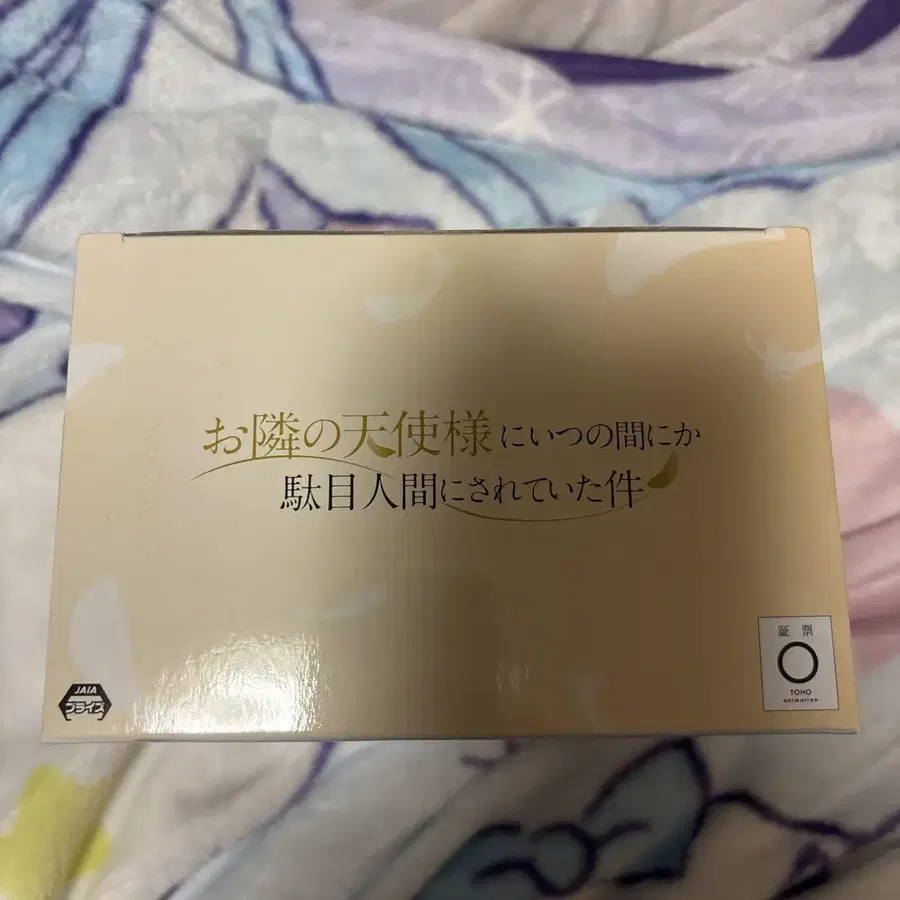 お隣の天使様にいつの間にか
駄目人間にされていた件
JAIA
プライズ
証票
TOHO
animation